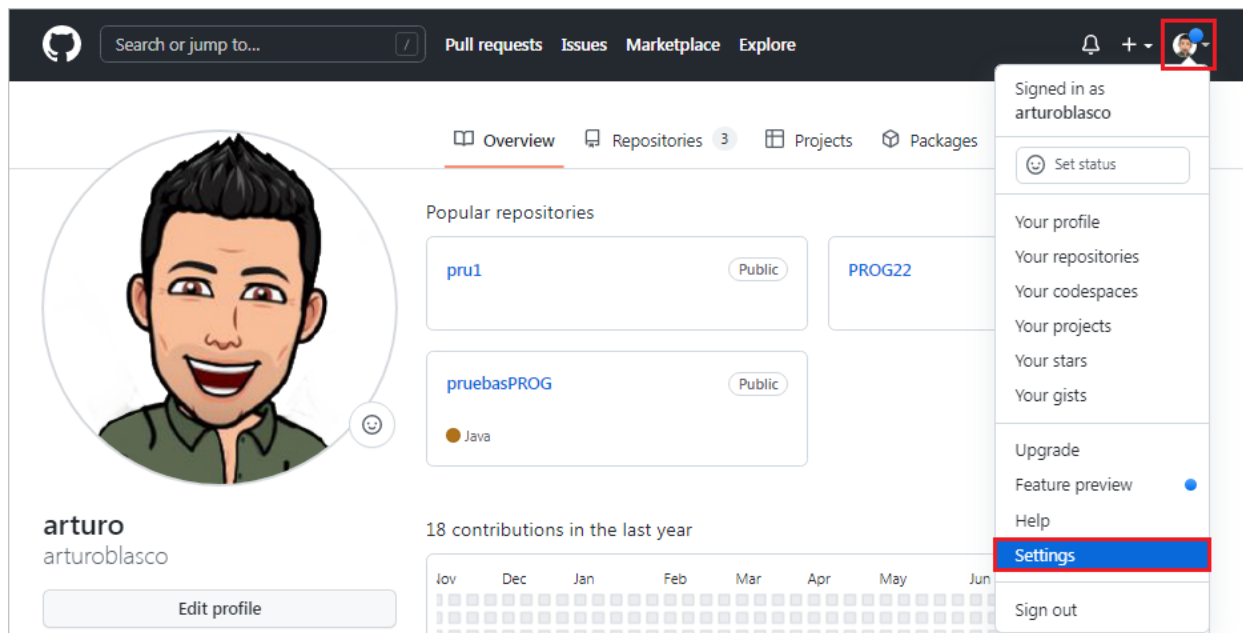 Search or jump to... /
Pull requests Issues Marketplace Explore
Signed in as
arturoblasco
Set status
Your profile
Your repositories
Your codespaces
Your projects
Your stars
Your gists
Upgrade
Feature preview
Help
Settings
Sign out
Overview Repositories 3 Projects Packages
Popular repositories
pru1 Public
PROG22
pruebasPROG Public
Java
arturo
arturoblasco
Edit profile
18 contributions in the last year
Dec Jan Feb Mar Apr May Jun